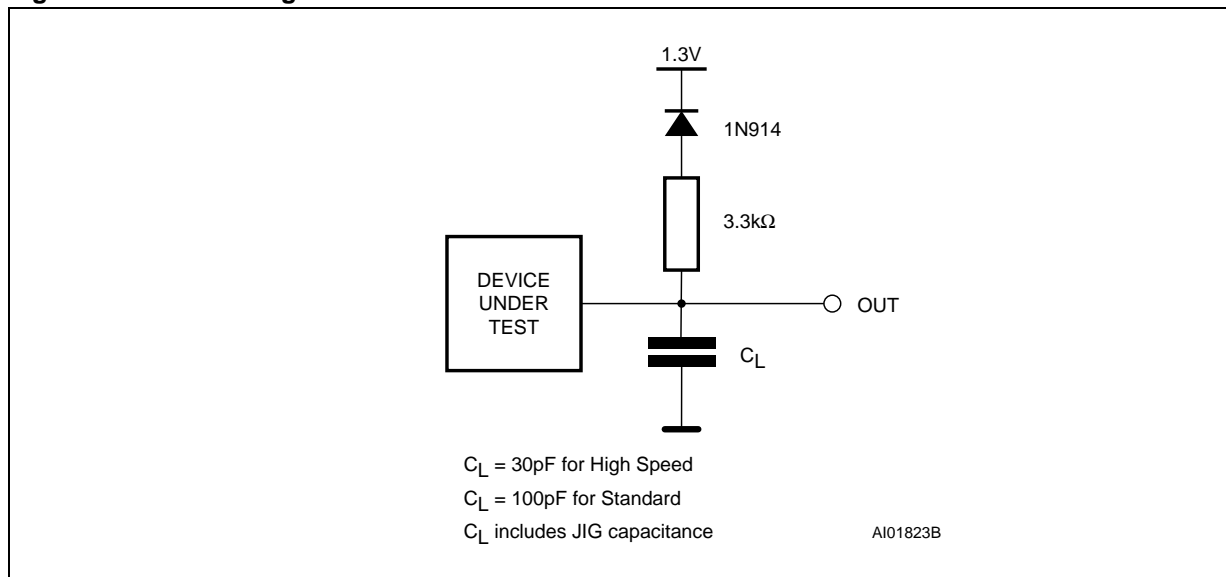 1.3V
1N914
3.3kΩ
DEVICE
UNDER
TEST
OUT
CL
CL = 30pF for High Speed
CL = 100pF for Standard
CL includes JIG capacitance
AI01823B